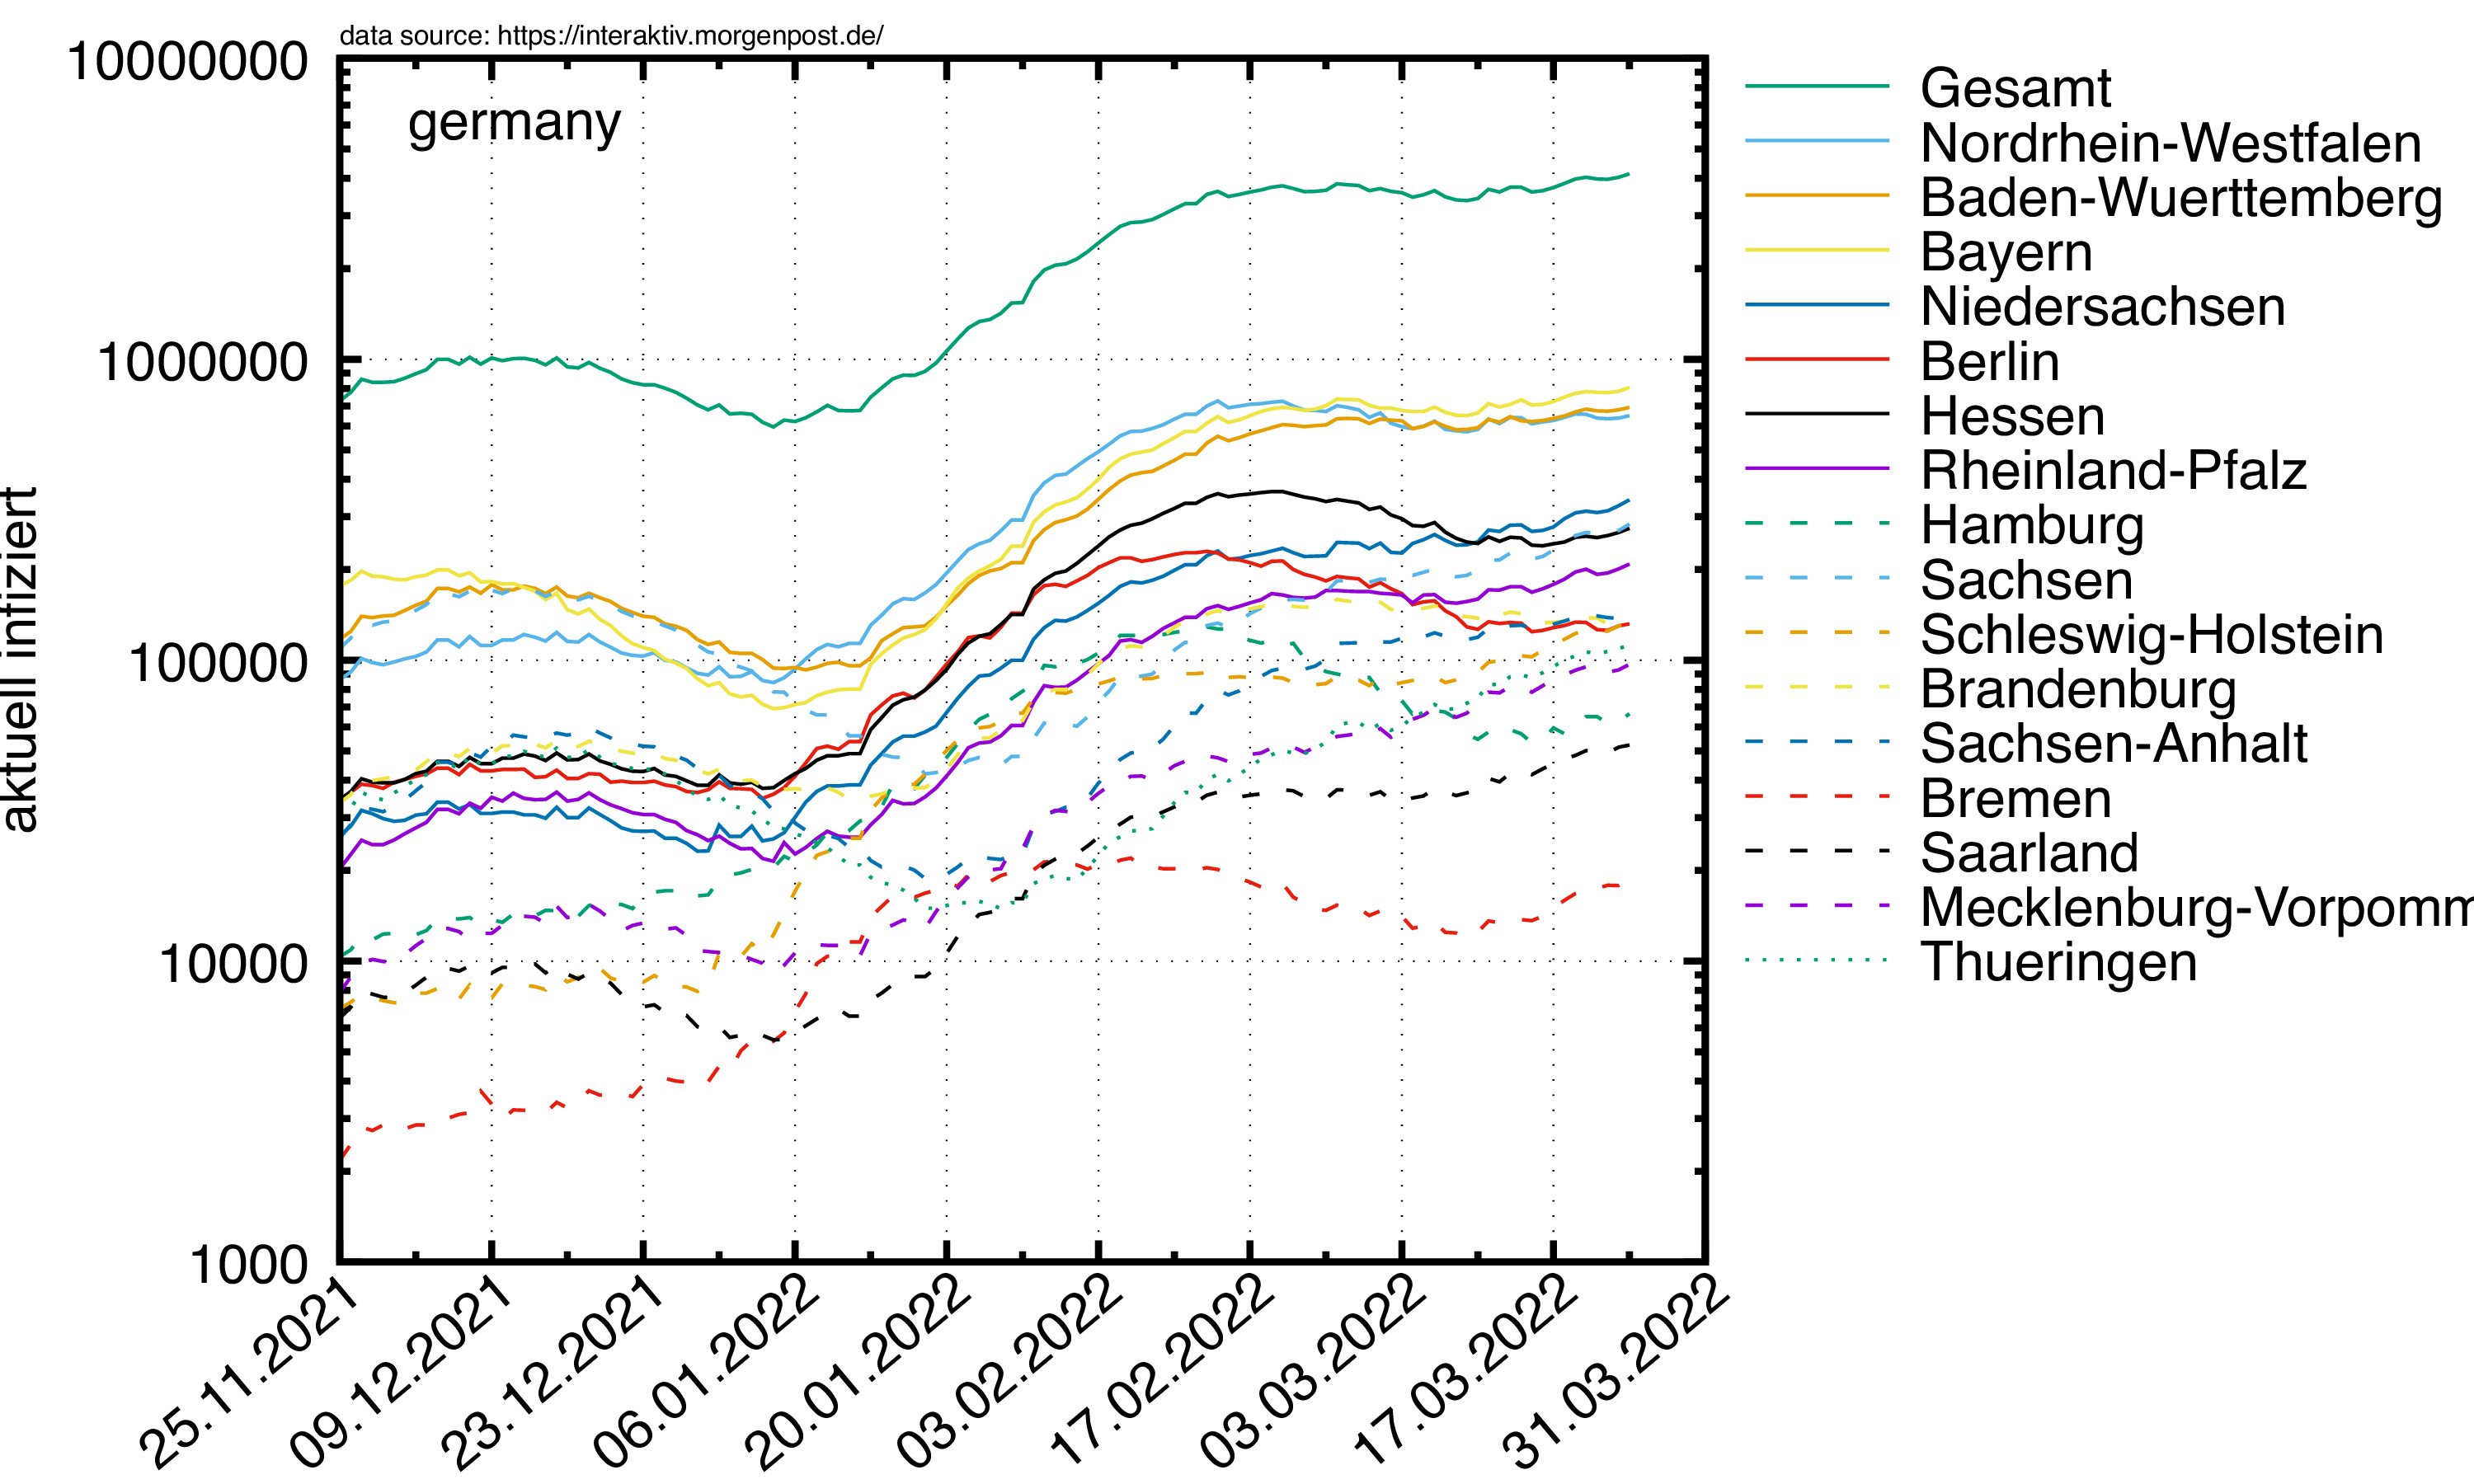 data source: https://interaktiv.morgenpost.de/
germany
aktuell infiziert
10000000
1000000
100000
10000
1000
25.11.2021
09.12.2021
23.12.2021
06.01.2022
20.01.2022
03.02.2022
17.02.2022
03.03.2022
17.03.2022
31.03.2022
Gesamt
Nordrhein-Westfalen
Baden-Wuerttemberg
Bayern
Niedersachsen
Berlin
Hessen
Rheinland-Pfalz
Hamburg
Sachsen
Schleswig-Holstein
Brandenburg
Sachsen-Anhalt
Bremen
Saarland
Mecklenburg-Vorpomm
Thueringen